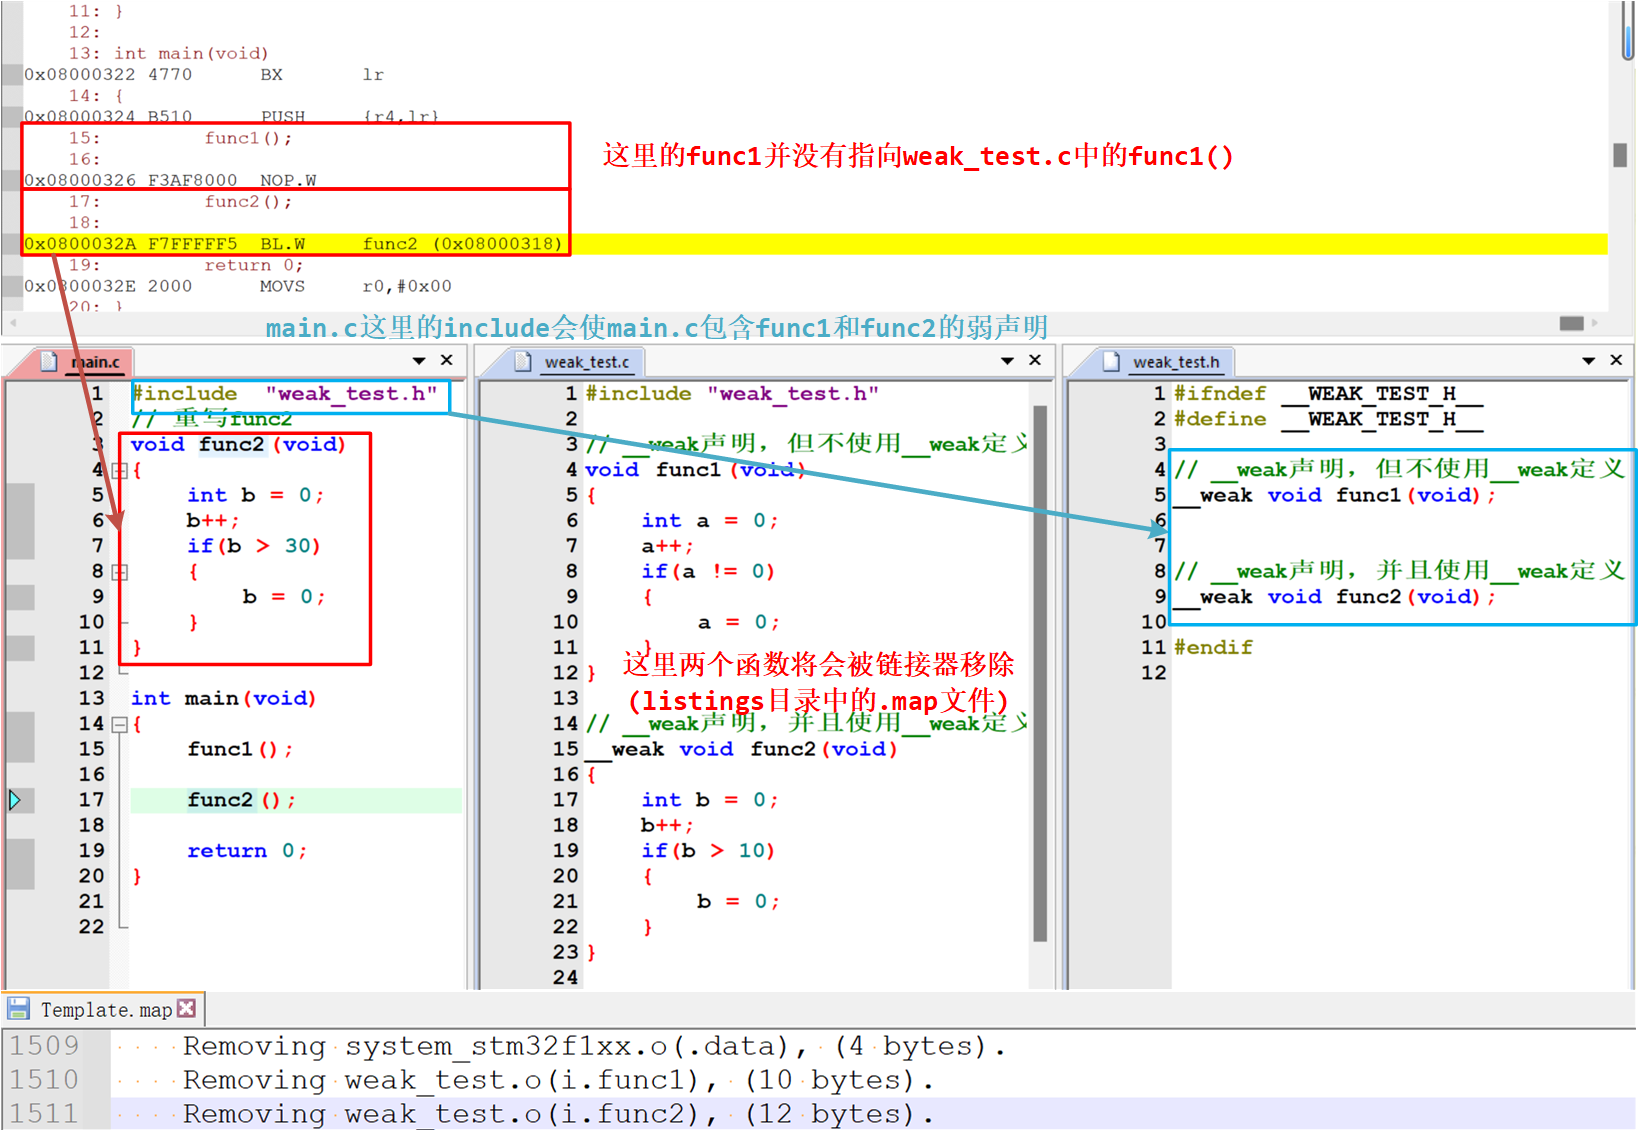 11: }
12:
13: int main(void)
0x08000322 4770 BX lr
14: {
0x08000324 B510 PUSH {r4,lr}
15: func1();
16:
0x08000326 F3AF8000 NOP.W
17: func2();
18:
0x0800032A F7FFFFF5 BL.W func2 (0x08000318)
19: return 0;
0x0800032E 2000 MOVS r0,#0x00
20: }
这里的func1并没有指向weak_test.c中的func1()
main.c这里的include会使main.c包含func1和func2的弱声明
main.c
1 #include "weak_test.h"
2 // 重写func2
3 void func2(void)
4 {
5 int b = 0;
6 b++;
7 if(b > 30)
8 {
9 b = 0;
10 }
11 }
12
13 int main(void)
14 {
15 func1();
16
17 func2();
18
19 return 0;
20 }
21
22
weak_test.c
1 #include "weak_test.h"
2
3 // __weak声明，但不使用__weak定义
4 void func1(void)
5 {
6 int a = 0;
7 a++;
8 if(a != 0)
9 {
10 a = 0;
11 }
12 }
13
14 // __weak声明，并且使用__weak定义
15 __weak void func2(void)
16 {
17 int b = 0;
18 b++;
19 if(b > 10)
20 {
21 b = 0;
22 }
23 }
24
这里两个函数将会被链接器移除
(listings目录中的.map文件)
weak_test.h
1 #ifndef __WEAK_TEST_H__
2 #define __WEAK_TEST_H__
3
4 // __weak声明，但不使用__weak定义
5 __weak void func1(void);
6
7
8 // __weak声明，并且使用__weak定义
9 __weak void func2(void);
10
11 #endif
12
Template.map
1509 Removing system_stm32f1xx.o(.data), (4 bytes).
1510 Removing weak_test.o(i.func1), (10 bytes).
1511 Removing weak_test.o(i.func2), (12 bytes).